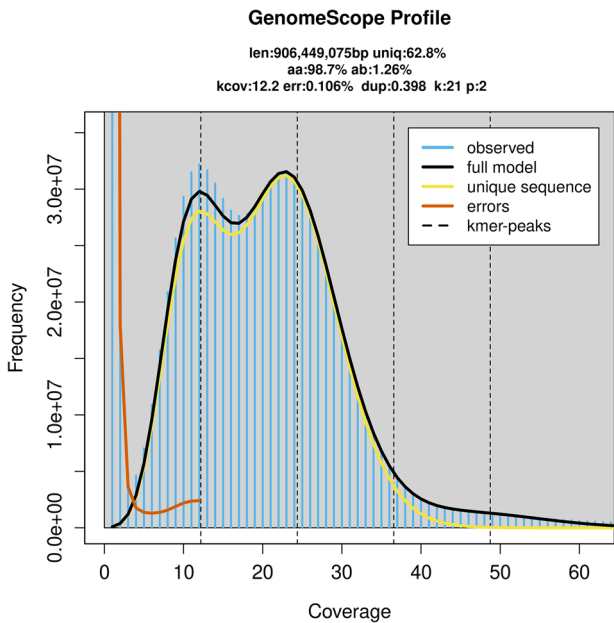 GenomeScope Profile
len:906,449,075bp uniq:62.8%
aa:98.7% ab:1.26%
kcov:12.2 err:0.106% dup:0.398 k:21 p:2
observed
full model
unique sequence
errors
kmer-peaks
Frequency
3.0e+07
2.0e+07
1.0e+07
0.0e+00
0 10 20 30 40 50 60
Coverage